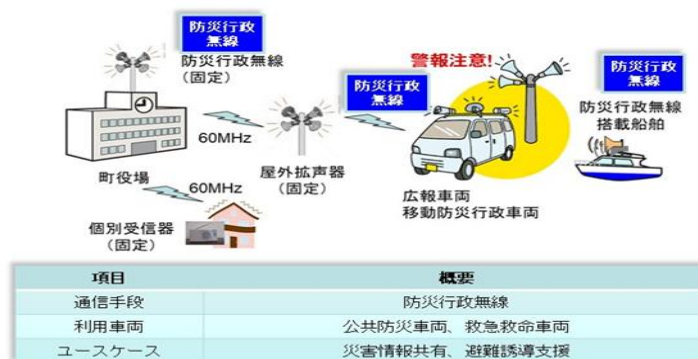 防災行政
無線
防災行政無線
(固定)
60MHz
町役場
60MHz
個別受信器
(固定)
屋外拡声器
(固定)
防災行政
無線
警報注意!
広報車両
移動防災行政車両
防災行政
無線
防災行政無線
搭載船舶
項目 概要
通信手段 防災行政無線
利用車両 公共防災車両、救急救命車両
ユースケース 災害情報共有、避難誘導支援